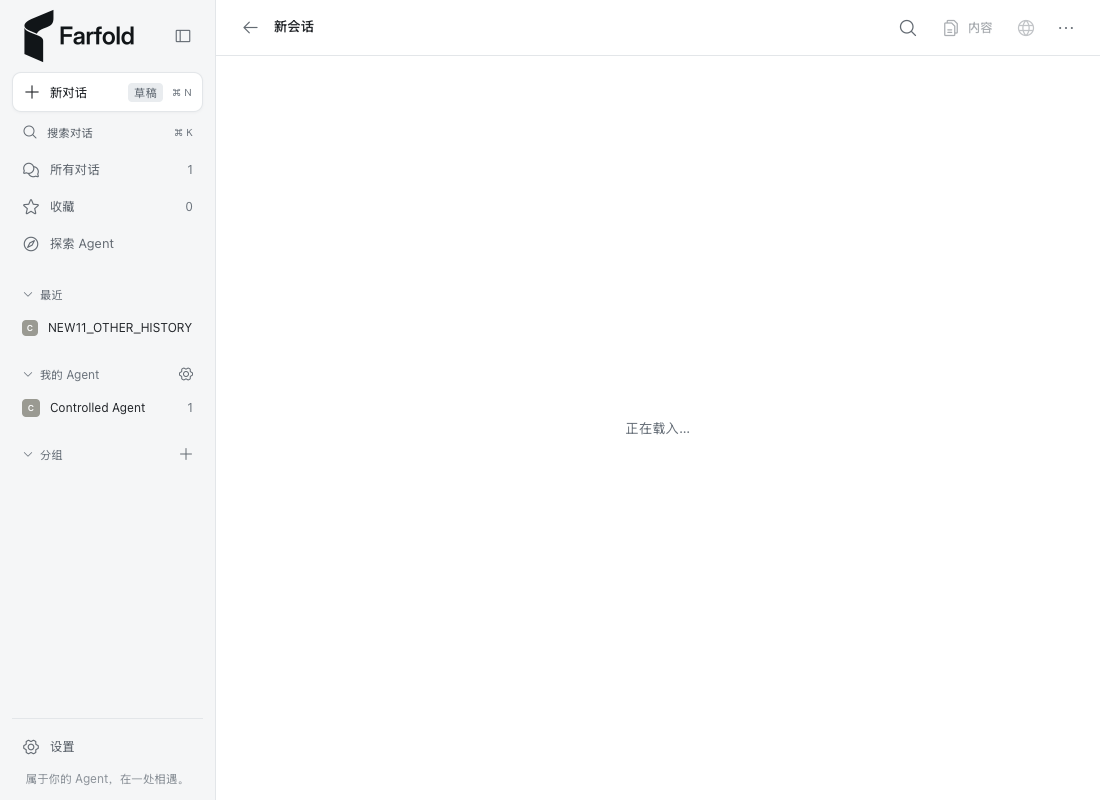 Farfold
新对话 草稿 ⌘ N
搜索对话 ⌘ K
所有对话 1
收藏 0
探索 Agent
最近
C NEW11_OTHER_HISTORY
我的 Agent
C Controlled Agent 1
分组
设置
属于你的 Agent，在一处相遇。
新会话
内容
正在载入...